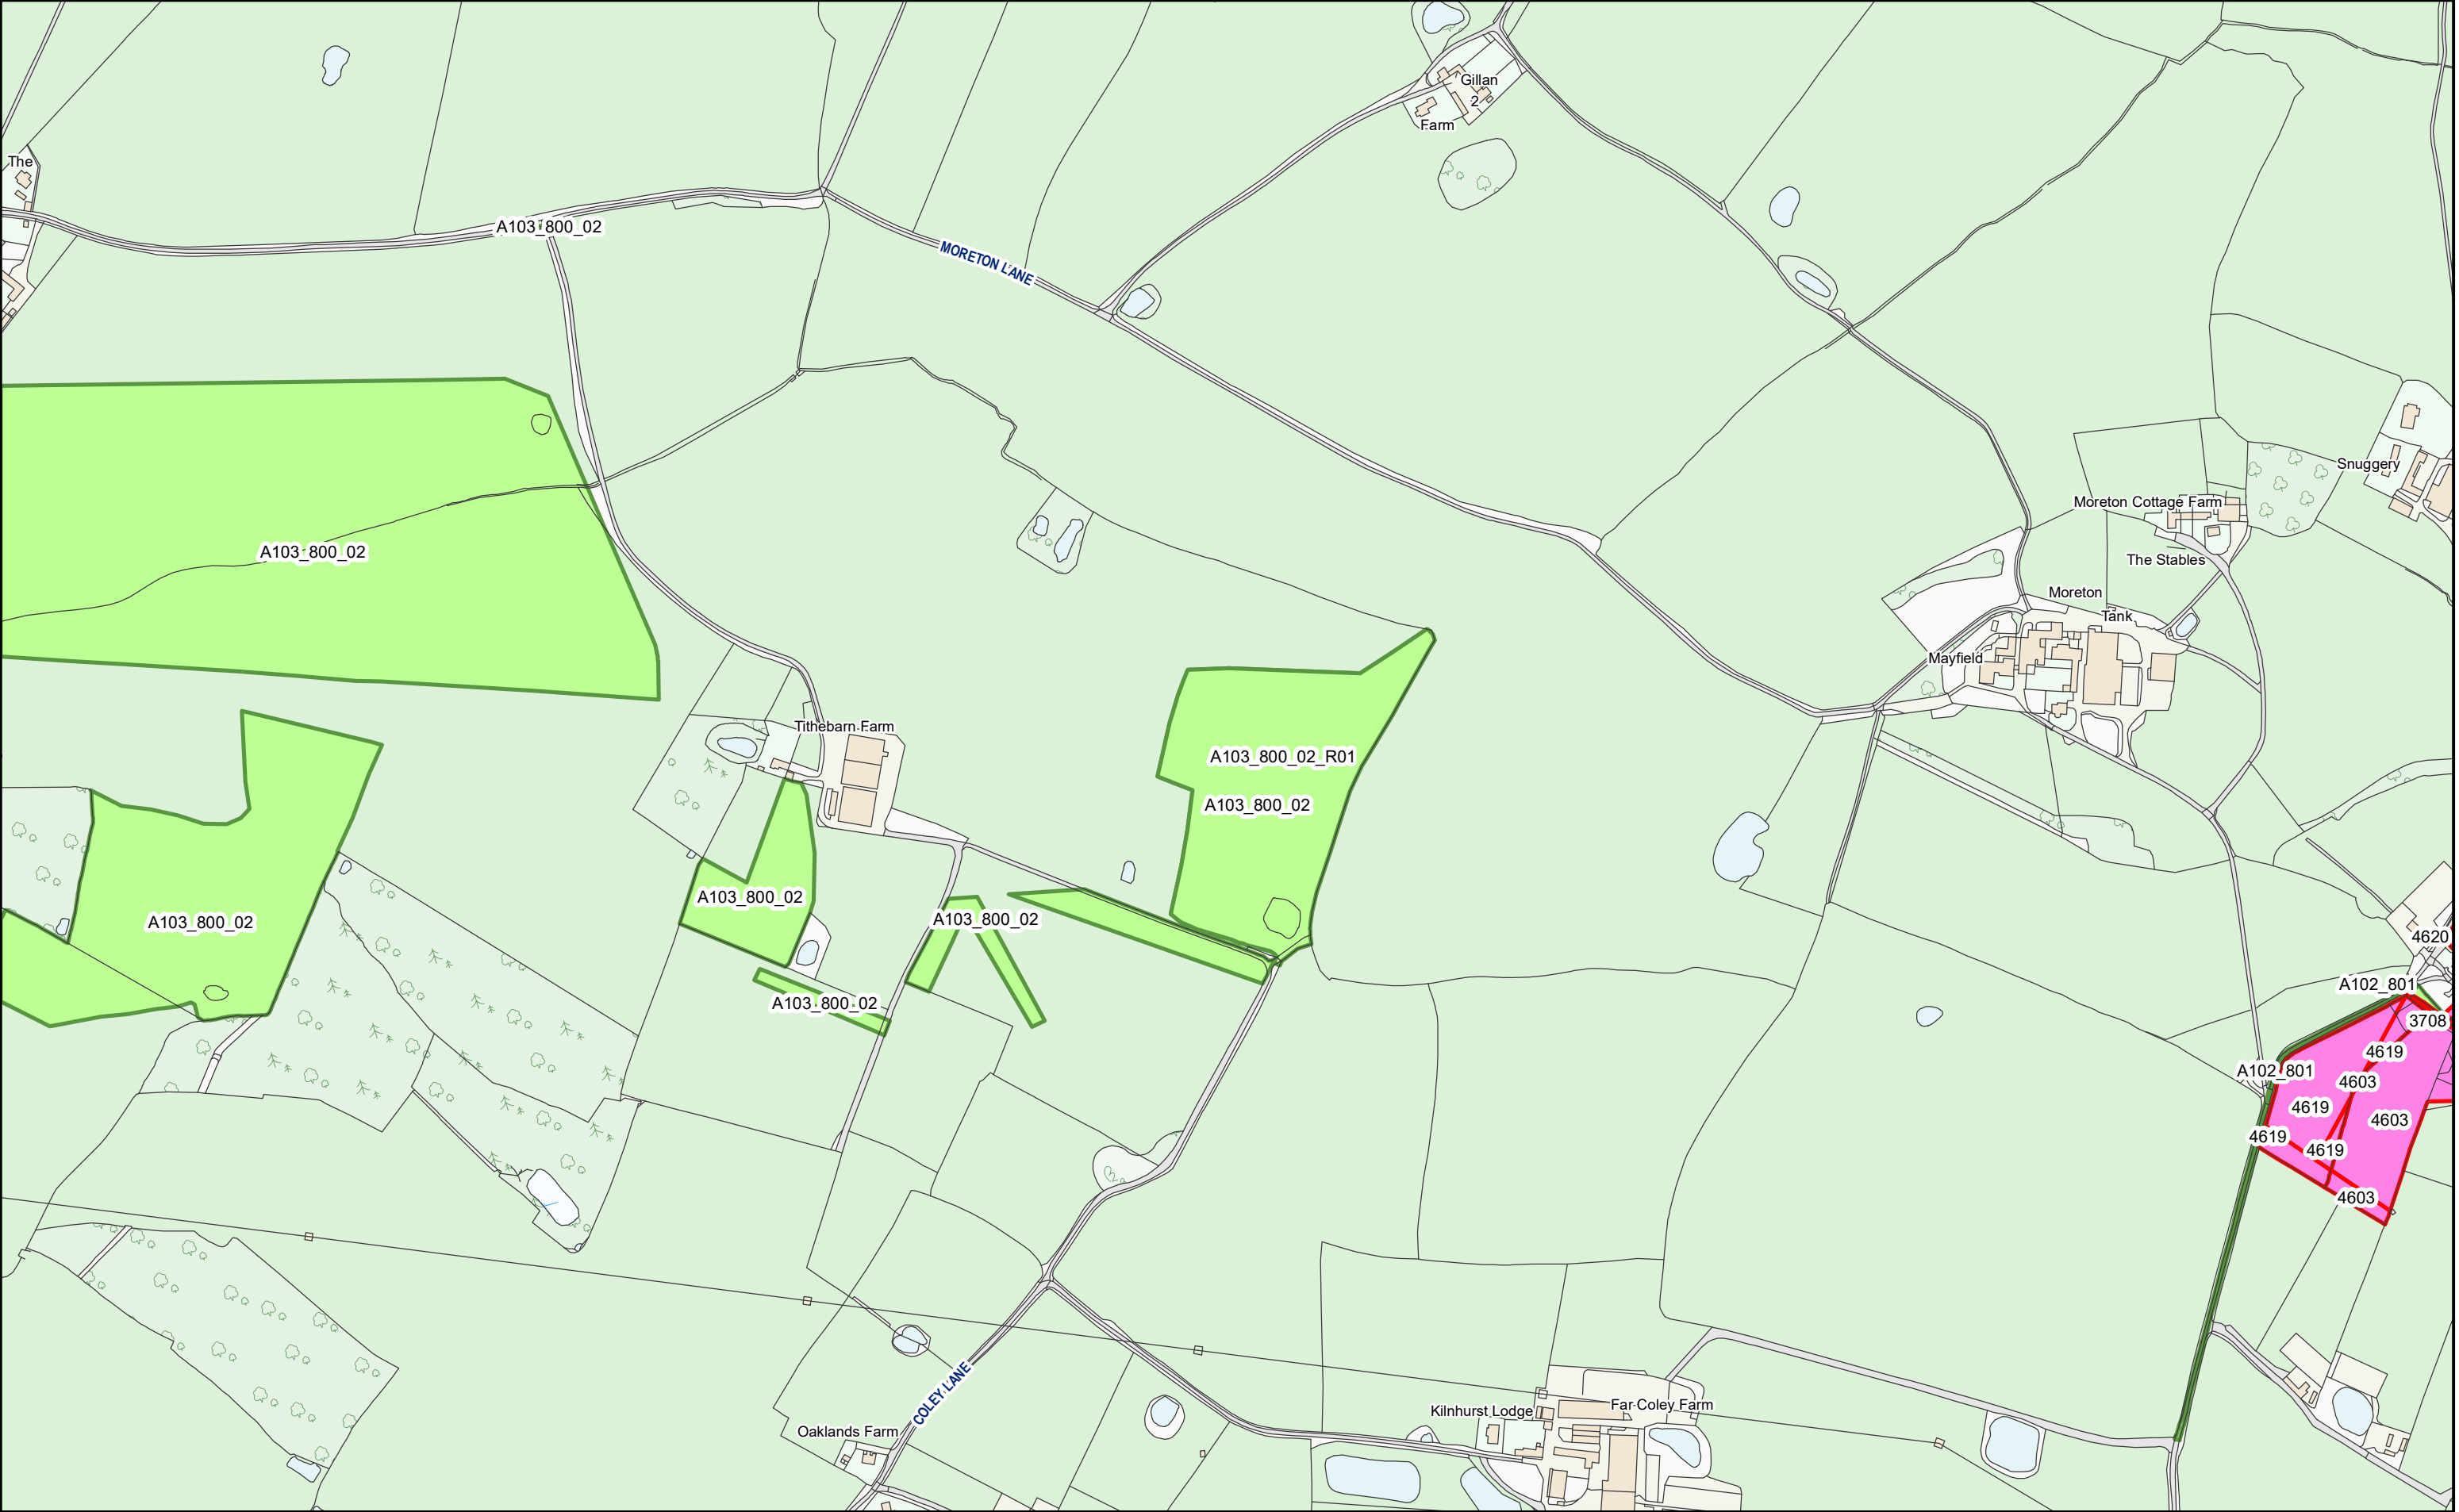 Gillan
2
Farm
The
A103_800_02
MORETON LANE
Snuggery
Moreton Cottage Farm
A103_800_02
The Stables
Moreton
Tank
Mayfield
Tithebarn Farm
A103_800_02_R01
A103_800_02
A103_800_02
A103_800_02
A103_800_02
4620
A102_801
A103_800_02
3708
4619
A102_801
4603
4619
4603
4619
4619
4603
COLEY LANE
Kilnhurst Lodge
Far Coley Farm
Oaklands Farm